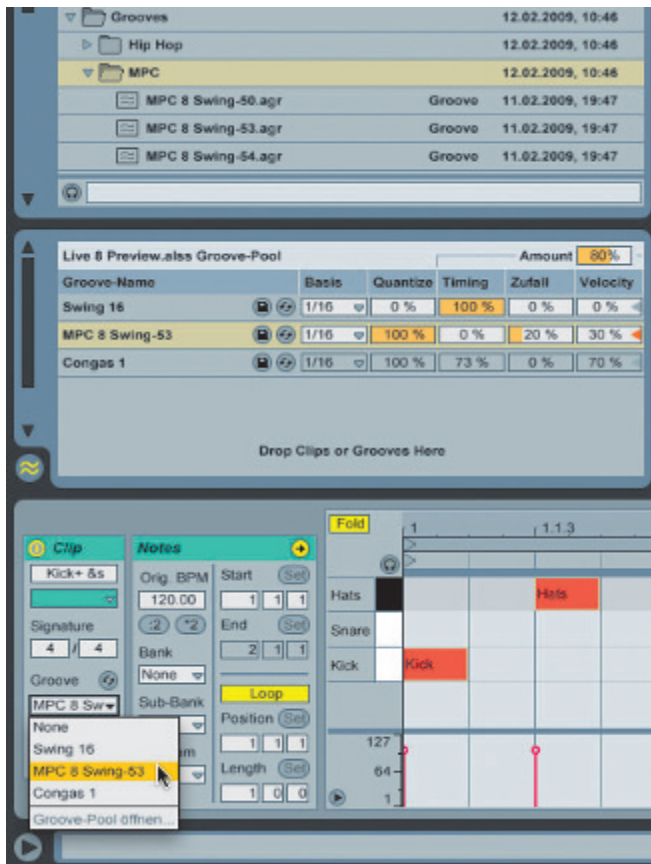 Grooves 12.02.2009, 10:46
Hip Hop 12.02.2009, 10:46
MPC 12.02.2009, 10:46
MPC 8 Swing-50.agr Groove 11.02.2009, 19:47
MPC 8 Swing-53.agr Groove 11.02.2009, 19:47
MPC 8 Swing-54.agr Groove 11.02.2009, 19:47
Live 8 Preview.alss Groove-Pool Amount 80%
Groove-Name Basis Quantize Timing Zufall Velocity
Swing 16 1/16 0 % 100 % 0 % 0 %
MPC 8 Swing-53 1/16 100 % 0 % 20 % 30 %
Congas 1 1/16 100 % 73 % 0 % 70 %
Drop Clips or Grooves Here
Clip
Kick+ &s
Signature
4 / 4
Groove
MPC 8 Sw
None
Swing 16
MPC 8 Swing-53
Congas 1
Groove-Pool öffnen...
Notes
Orig. BPM
120.00
:2 *2
Bank
None
Sub-Bank
Start Set
1 1 1
End Set
2 1 1
Loop
Position Set
1 1 1
Length Set
1 0 0
Fold
1 1.1.3
Hats Hats
Snare
Kick Kick
127
64
1